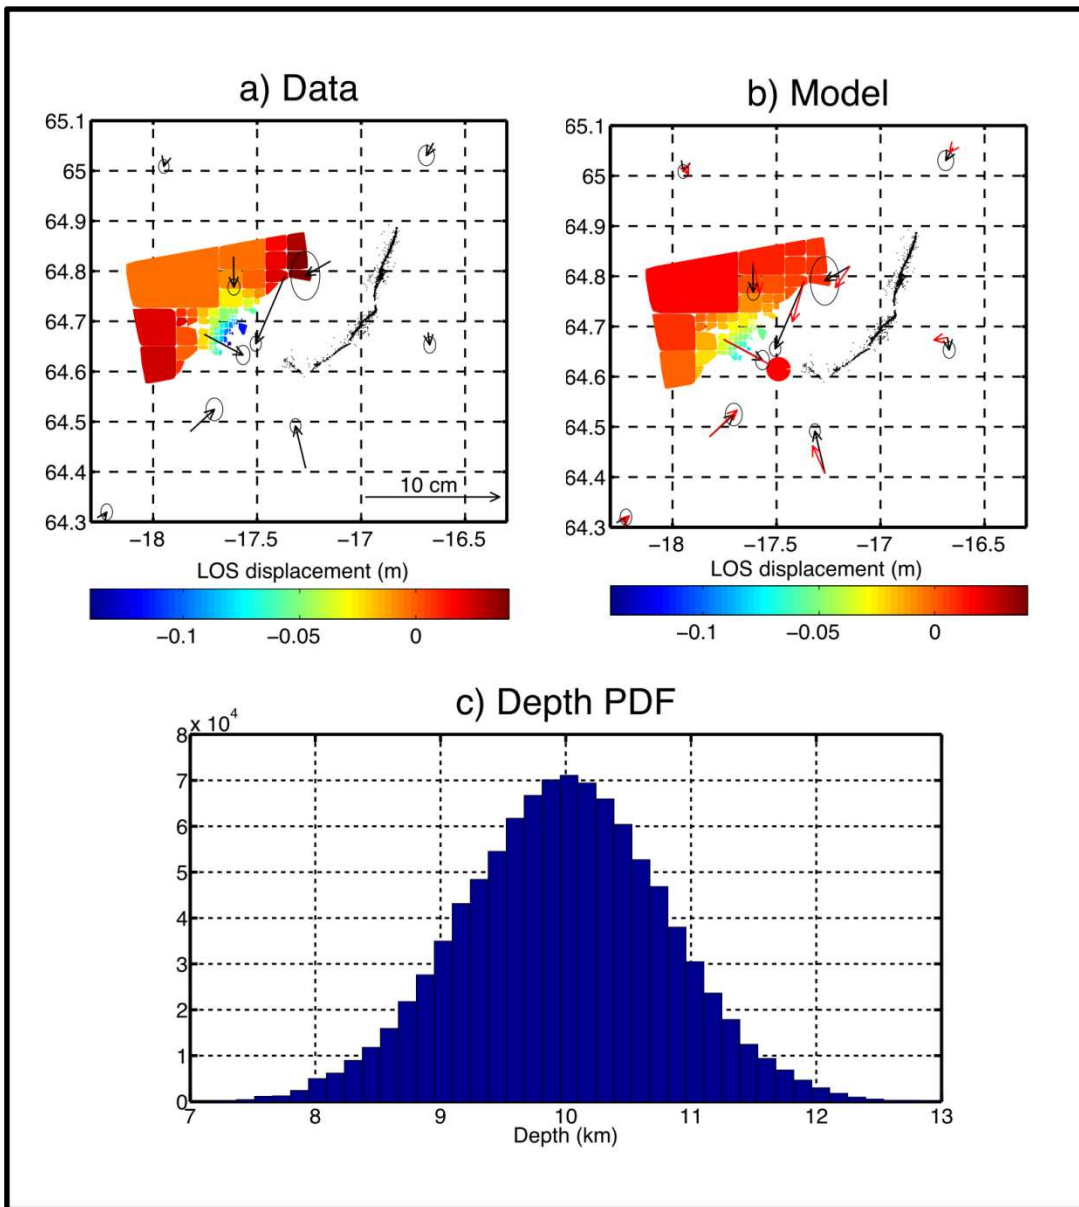 a) Data
65.1
65
64.9
64.8
64.7
64.6
64.5
64.4
64.3
10 cm
−18 −17.5 −17 −16.5
LOS displacement (m)
−0.1 −0.05 0
b) Model
65.1
65
64.9
64.8
64.7
64.6
64.5
64.4
64.3
−18 −17.5 −17 −16.5
LOS displacement (m)
−0.1 −0.05 0
c) Depth PDF
x 10^4
8
7
6
5
4
3
2
1
0
7 8 9 10 11 12 13
Depth (km)